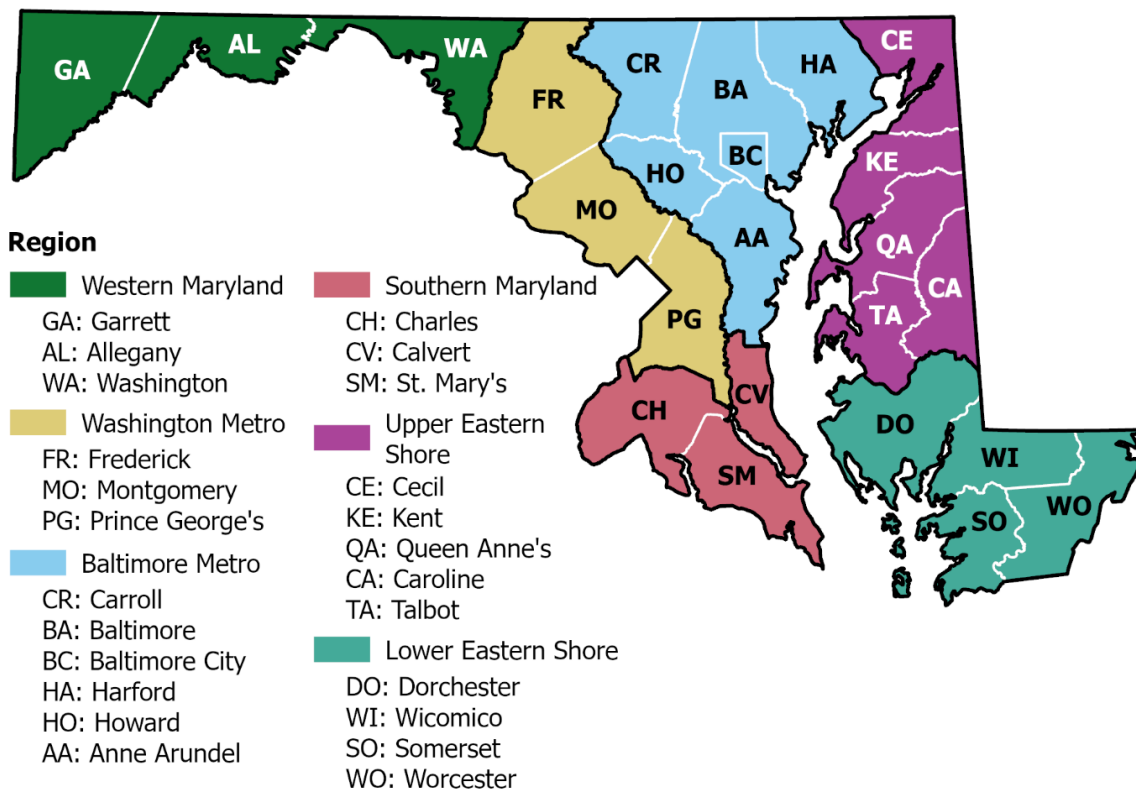 GA
AL
WA
FR
CR
BA
HA
CE
BC
HO
KE
MO
AA
QA
CA
TA
PG
CH
CV
SM
DO
WI
SO
WO
Region
Western Maryland
GA: Garrett
AL: Allegany
WA: Washington
Washington Metro
FR: Frederick
MO: Montgomery
PG: Prince George's
Baltimore Metro
CR: Carroll
BA: Baltimore
BC: Baltimore City
HA: Harford
HO: Howard
AA: Anne Arundel
Southern Maryland
CH: Charles
CV: Calvert
SM: St. Mary's
Upper Eastern
Shore
CE: Cecil
KE: Kent
QA: Queen Anne's
CA: Caroline
TA: Talbot
Lower Eastern Shore
DO: Dorchester
WI: Wicomico
SO: Somerset
WO: Worcester